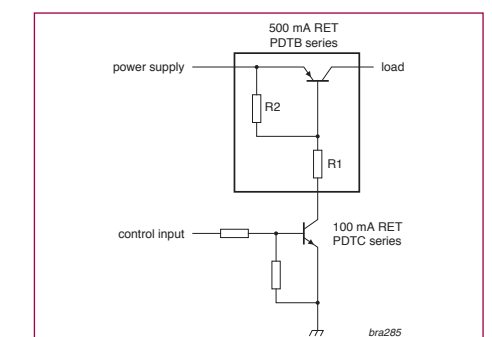 500 mA RET
PDTB series
power supply
load
R2
R1
control input
100 mA RET
PDTC series
bra285